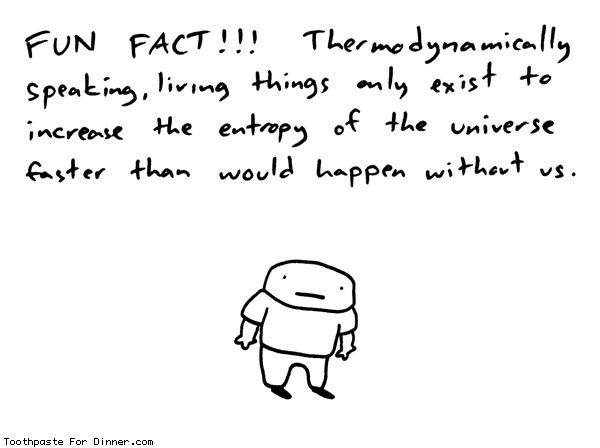 FUN FACT!!! Thermodynamically
speaking, living things only exist to
increase the entropy of the universe
faster than would happen without us.
Toothpaste For Dinner.com